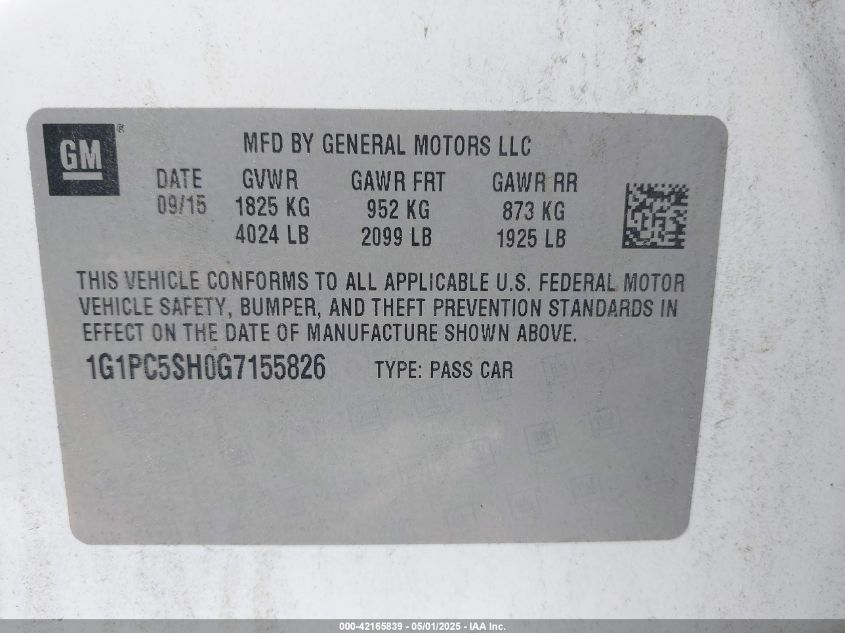 GM®
MFD BY GENERAL MOTORS LLC
DATE GVWR GAWR FRT GAWR RR
09/15 1825 KG 952 KG 873 KG
4024 LB 2099 LB 1925 LB
THIS VEHICLE CONFORMS TO ALL APPLICABLE U.S. FEDERAL MOTOR
VEHICLE SAFETY, BUMPER, AND THEFT PREVENTION STANDARDS IN
EFFECT ON THE DATE OF MANUFACTURE SHOWN ABOVE.
1G1PC5SH0G7155826 TYPE: PASS CAR
000-42165839 - 05/01/2025 - IAA Inc.